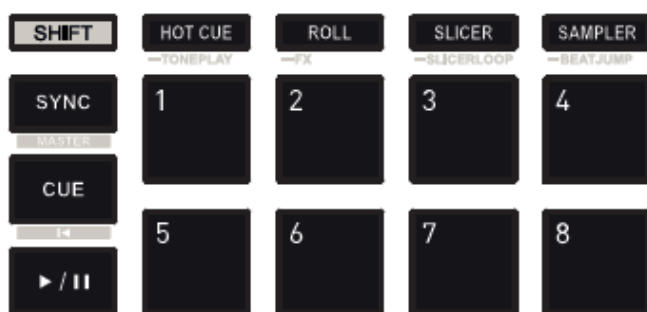 SHIFT HOT CUE ROLL SLICER SAMPLER
TONEPLAY FX SLICERLOOP BEATJUMP
SYNC 1 2 3 4
MASTER
CUE
5 6 7 8
▶/II